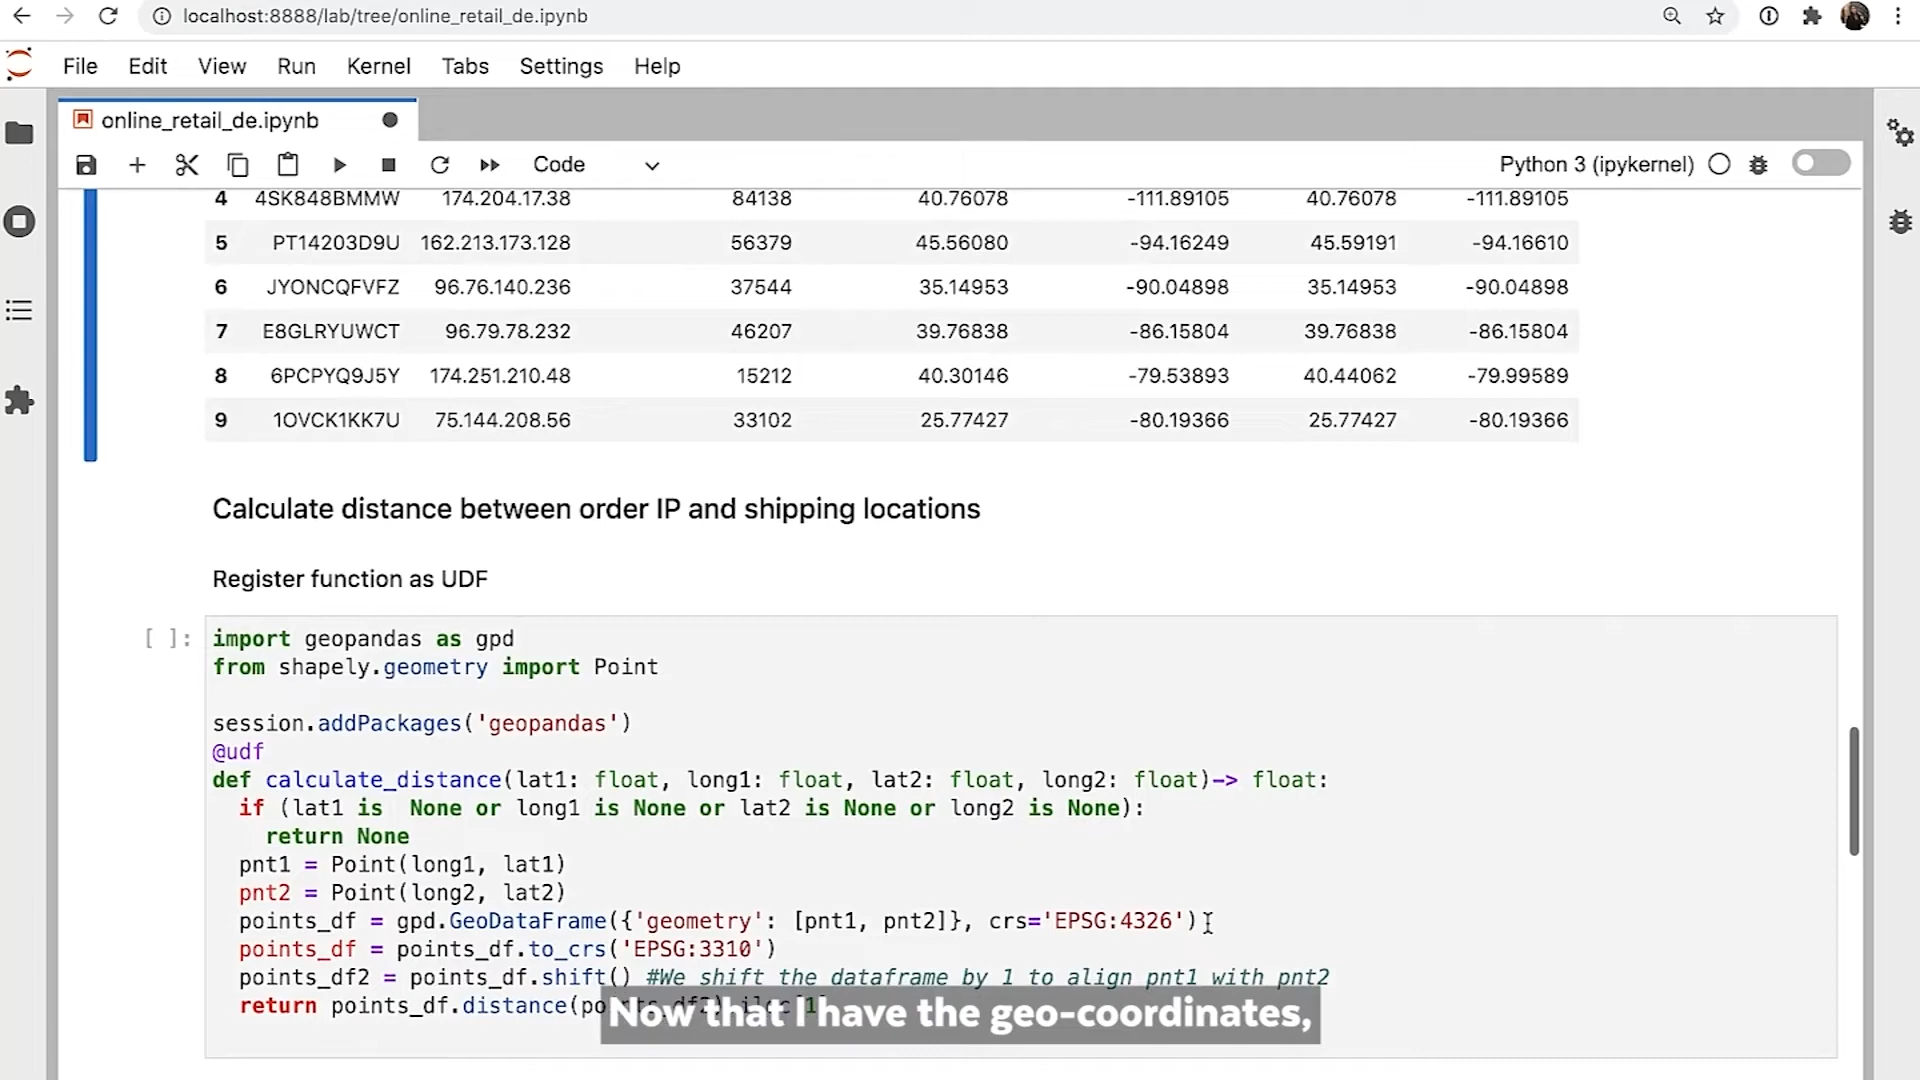 localhost:8888/lab/tree/online_retail_de.ipynb
File Edit View Run Kernel Tabs Settings Help
online_retail_de.ipynb
Code Python 3 (ipykernel)
4 4SK848BMMW 174.204.17.38 84138 40.76078 -111.89105 40.76078 -111.89105
5 PT14203D9U 162.213.173.128 56379 45.56080 -94.16249 45.59191 -94.16610
6 JYONCQFVFZ 96.76.140.236 37544 35.14953 -90.04898 35.14953 -90.04898
7 E8GLRYUWCT 96.79.78.232 46207 39.76838 -86.15804 39.76838 -86.15804
8 6PCPYQ9J5Y 174.251.210.48 15212 40.30146 -79.53893 40.44062 -79.99589
9 1OVCK1KK7U 75.144.208.56 33102 25.77427 -80.19366 25.77427 -80.19366
Calculate distance between order IP and shipping locations
Register function as UDF
[ ]: import geopandas as gpd
from shapely.geometry import Point
session.addPackages('geopandas')
@udf
def calculate_distance(lat1: float, long1: float, lat2: float, long2: float)-> float:
if (lat1 is  None or long1 is None or lat2 is None or long2 is None):
return None
pnt1 = Point(long1, lat1)
pnt2 = Point(long2, lat2)
points_df = gpd.GeoDataFrame({'geometry': [pnt1, pnt2]}, crs='EPSG:4326')
points_df = points_df.to_crs('EPSG:3310')
points_df2 = points_df.shift() #We shift the dataframe by 1 to align pnt1 with pnt2
return points_df.distance(
Now that I have the geo-coordinates,